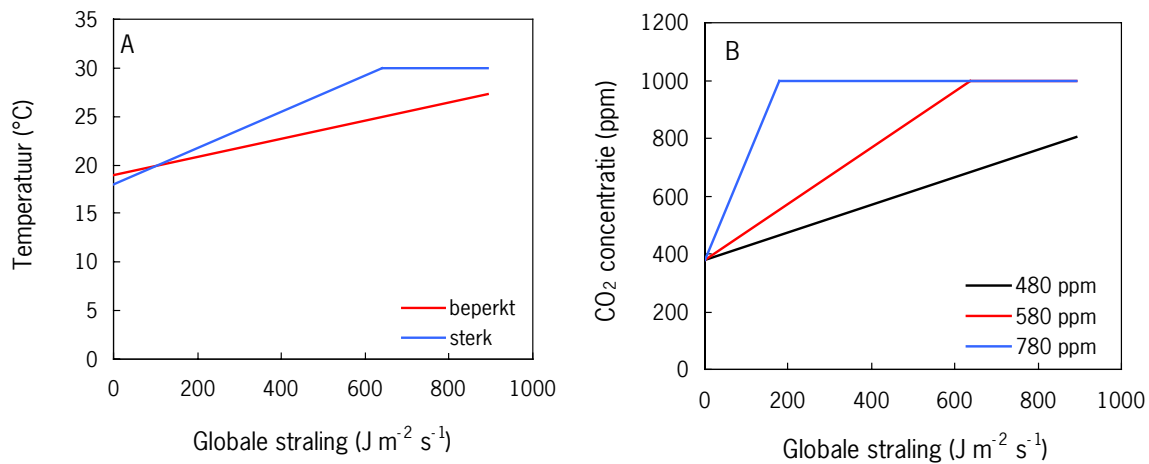 A
Temperatuur (°C)
35
30
25
20
15
10
5
0
0 200 400 600 800 1000
Globale straling (J m⁻² s⁻¹)
beperkt
sterk
B
CO₂ concentratie (ppm)
1200
1000
800
600
400
200
0
0 200 400 600 800 1000
Globale straling (J m⁻² s⁻¹)
480 ppm
580 ppm
780 ppm